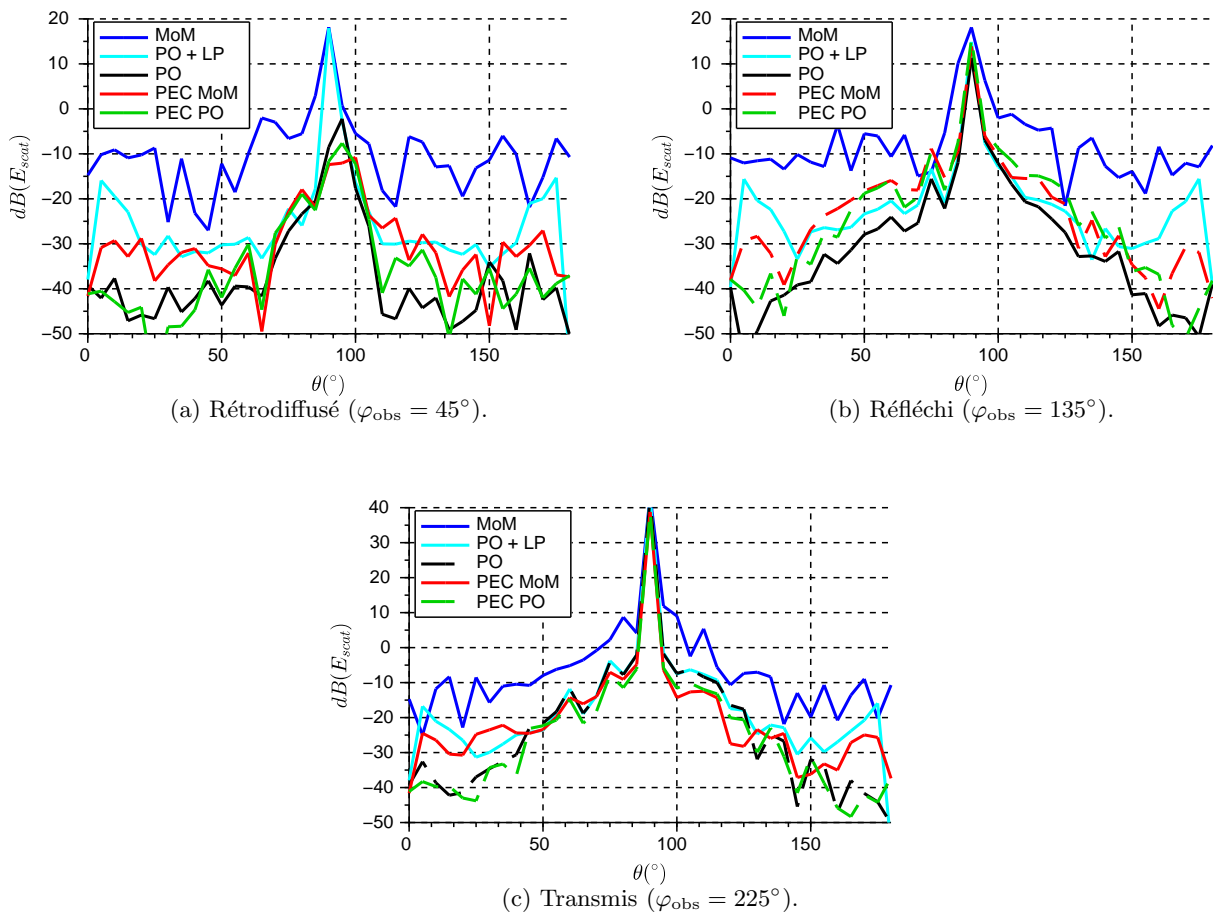 20
10
0
−10
−20
−30
−40
−50
dB(E_scat)
MoM
PO + LP
PO
PEC MoM
PEC PO
0 50 100 150
θ(°)
(a) Rétrodiffusé (φ_obs = 45°).
20
10
0
−10
−20
−30
−40
−50
dB(E_scat)
MoM
PO + LP
PO
PEC MoM
PEC PO
0 50 100 150
θ(°)
(b) Réfléchi (φ_obs = 135°).
40
30
20
10
0
−10
−20
−30
−40
−50
dB(E_scat)
MoM
PO + LP
PO
PEC MoM
PEC PO
0 50 100 150
θ(°)
(c) Transmis (φ_obs = 225°).